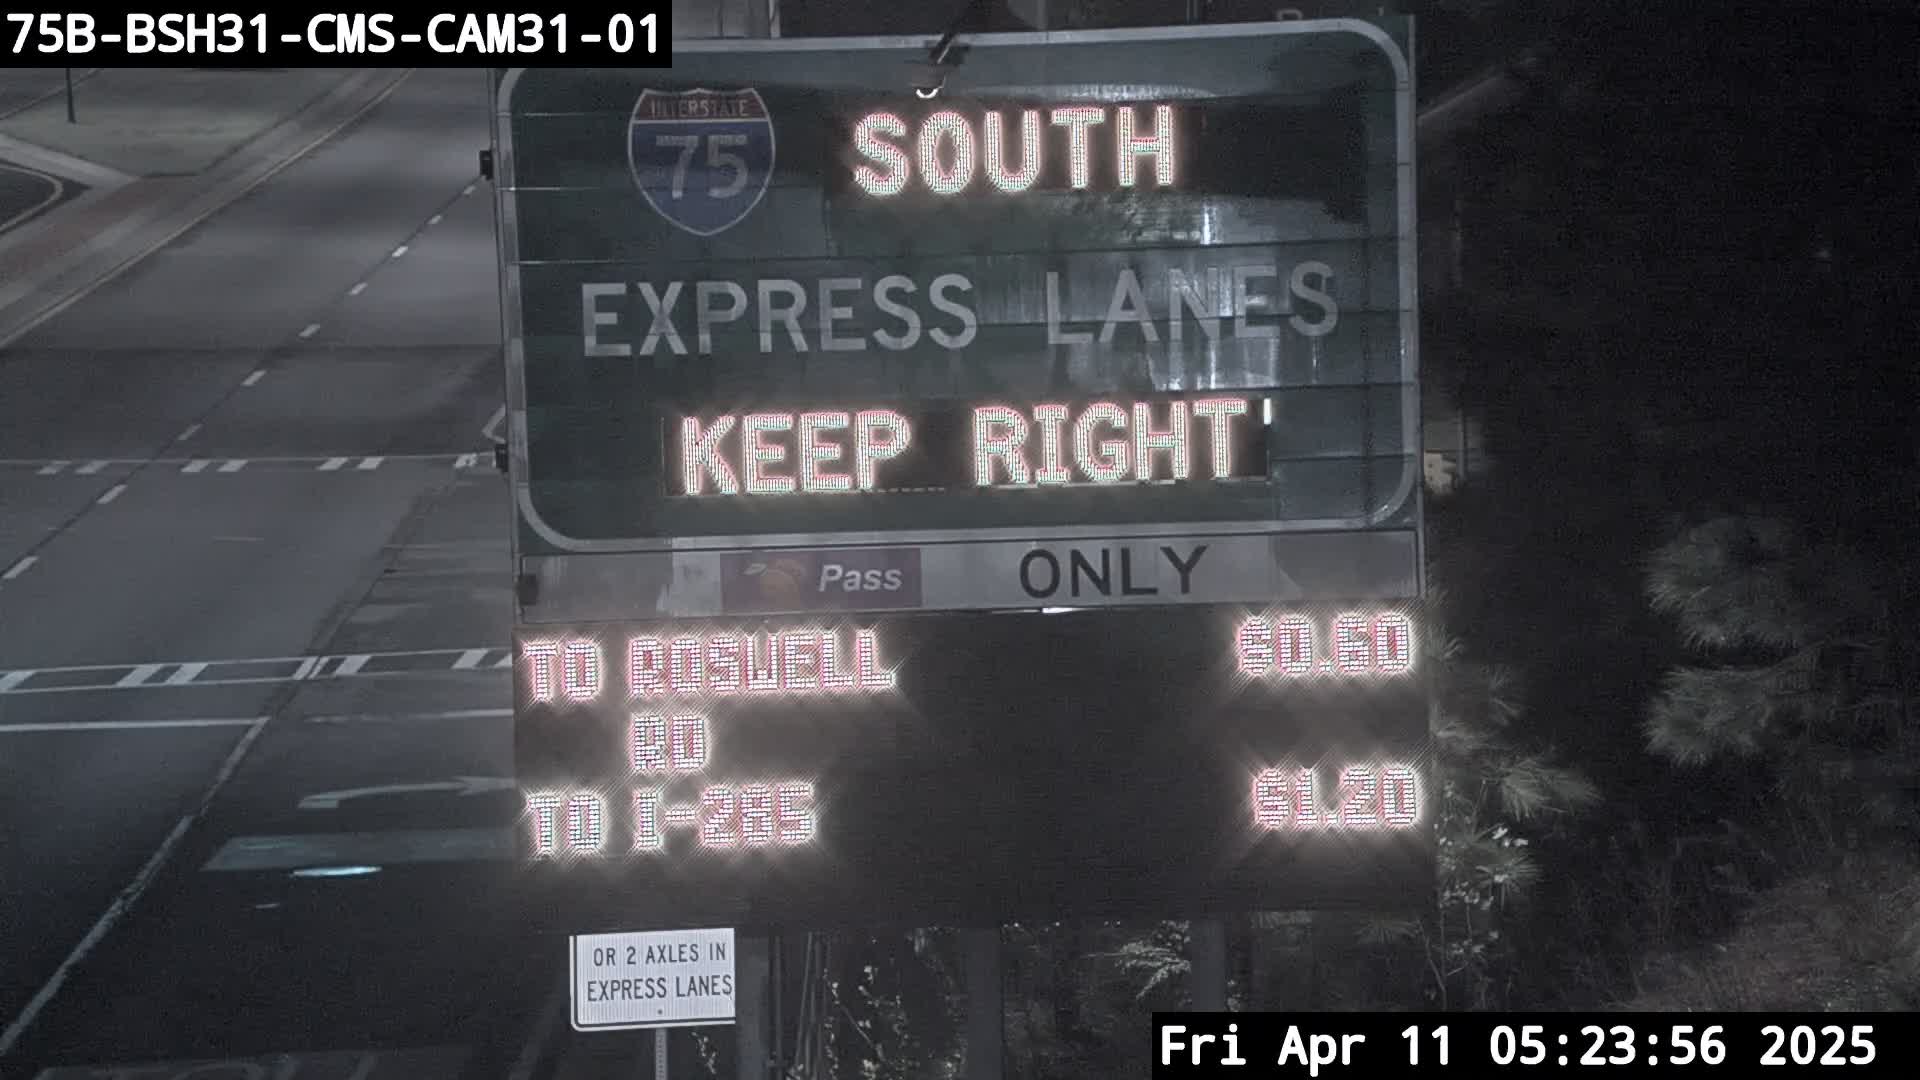 75B-BSH31-CMS-CAM31-01
INTERSTATE
75
SOUTH
EXPRESS LANES
KEEP RIGHT
Pass ONLY
TO ROSWELL $0.60
RD
TO I-285 $1.20
OR 2 AXLES IN
EXPRESS LANES
Fri Apr 11 05:23:56 2025